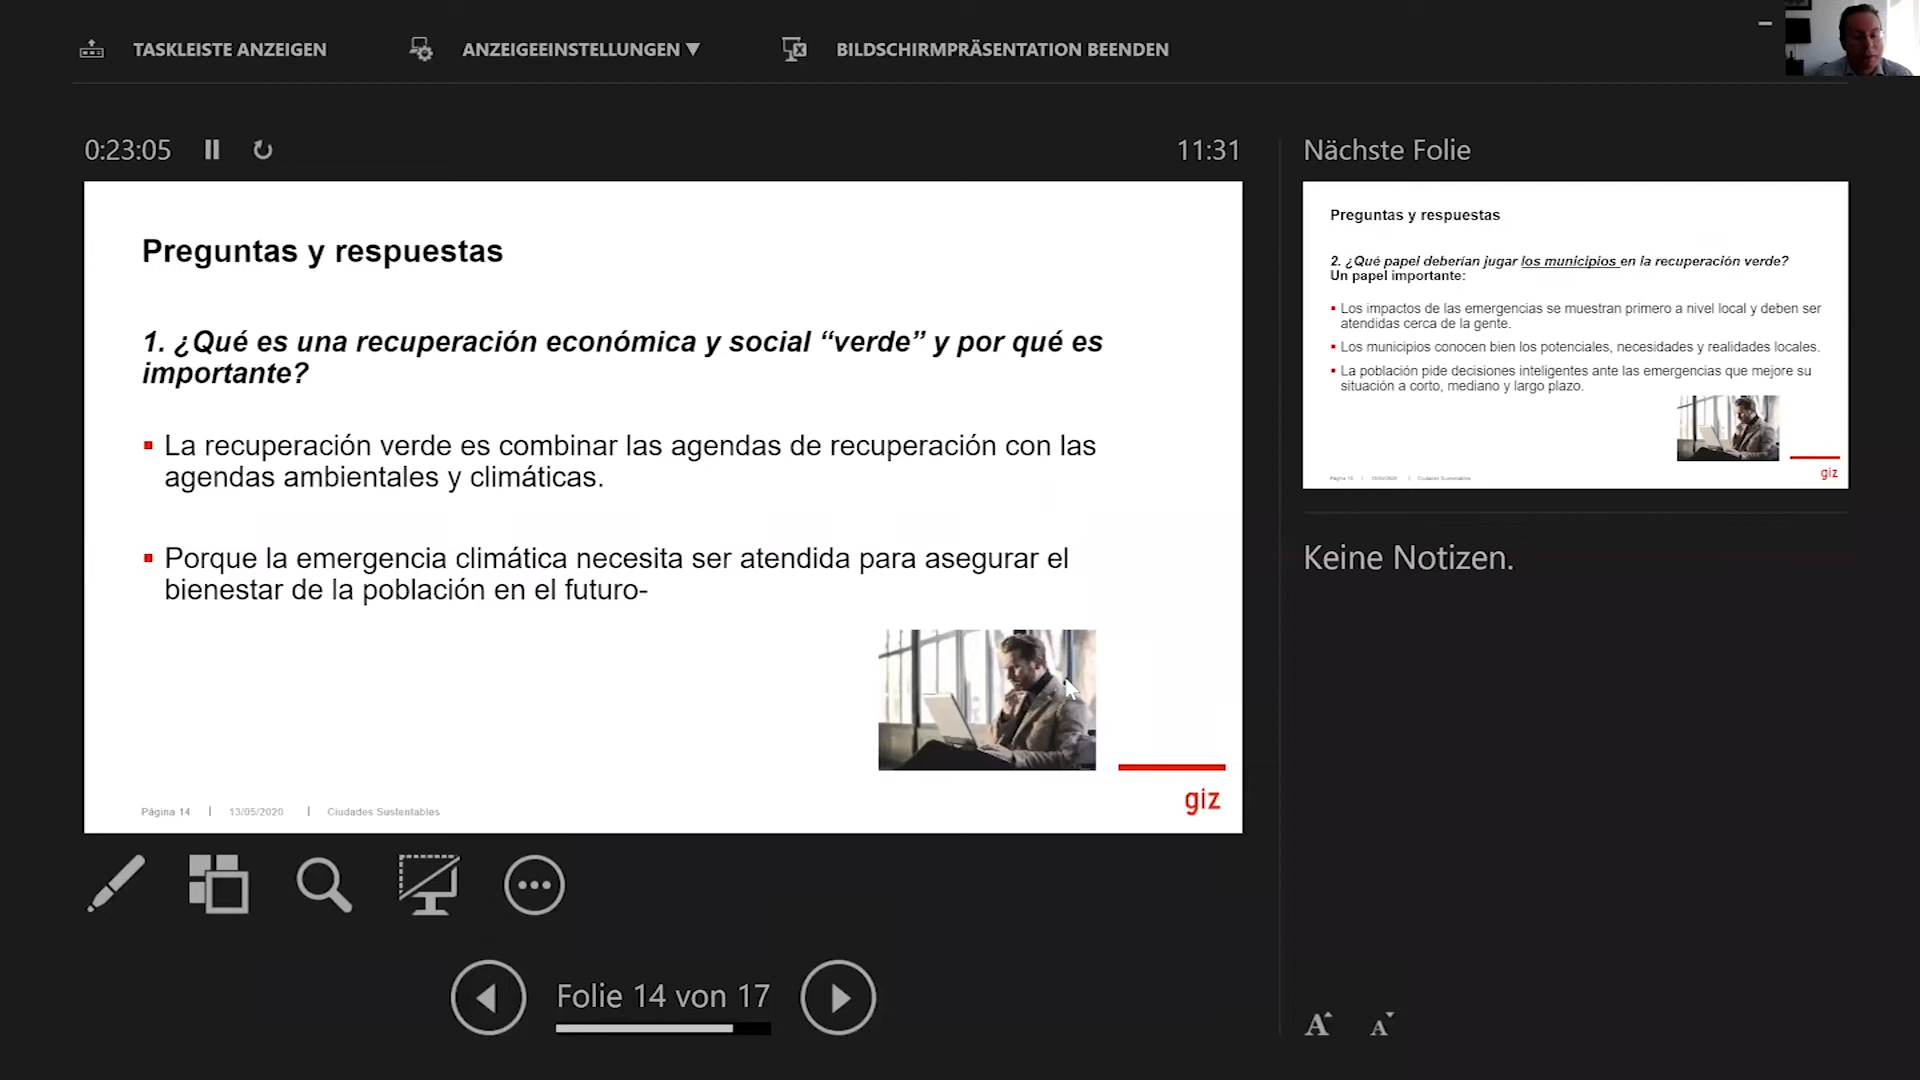 TASKLEISTE ANZEIGEN
ANZEIGEEINSTELLUNGEN ▼
BILDSCHIRMPRÄSENTATION BEENDEN
0:23:05
11:31
Preguntas y respuestas
1. ¿Qué es una recuperación económica y social “verde” y por qué es
importante?
La recuperación verde es combinar las agendas de recuperación con las
agendas ambientales y climáticas.
Porque la emergencia climática necesita ser atendida para asegurar el
bienestar de la población en el futuro-
giz
Página 14 | 13/05/2020 | Ciudades Sustentables
Folie 14 von 17
Nächste Folie
Preguntas y respuestas
2. ¿Qué papel deberían jugar los municipios en la recuperación verde?
Un papel importante:
Los impactos de las emergencias se muestran primero a nivel local y deben ser
atendidas cerca de la gente.
Los municipios conocen bien los potenciales, necesidades y realidades locales.
La población pide decisiones inteligentes ante las emergencias que mejore su
situación a corto, mediano y largo plazo.
giz
Ciudades Sustentables
Keine Notizen.
A A